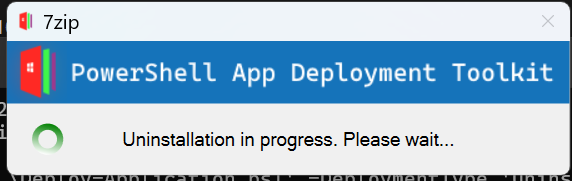 7zip
PowerShell App Deployment Toolkit
Uninstallation in progress. Please wait...